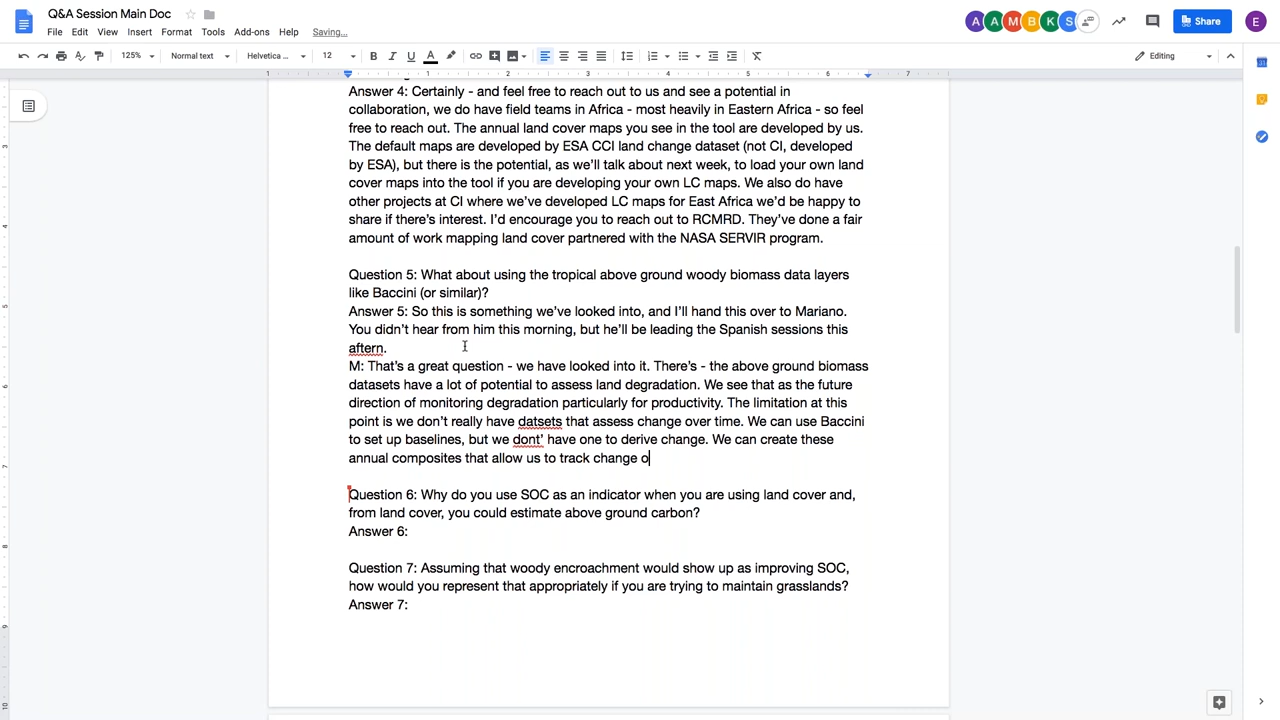 Q&A Session Main Doc
A A M B K S
Share
E
File Edit View Insert Format Tools Add-ons Help Saving...
125% Normal text Helvetica ... 12 B I U A Editing
1 1 2 3 4 5 6 7
Answer 4: Certainly - and feel free to reach out to us and see a potential in
collaboration, we do have field teams in Africa - most heavily in Eastern Africa - so feel
free to reach out. The annual land cover maps you see in the tool are developed by us.
The default maps are developed by ESA CCI land change dataset (not CI, developed
by ESA), but there is the potential, as we'll talk about next week, to load your own land
cover maps into the tool if you are developing your own LC maps. We also do have
other projects at CI where we've developed LC maps for East Africa we'd be happy to
share if there's interest. I'd encourage you to reach out to RCMRD. They've done a fair
amount of work mapping land cover partnered with the NASA SERVIR program.
Question 5: What about using the tropical above ground woody biomass data layers
like Baccini (or similar)?
Answer 5: So this is something we've looked into, and I'll hand this over to Mariano.
You didn't hear from him this morning, but he'll be leading the Spanish sessions this
aftern.
M: That's a great question - we have looked into it. There's - the above ground biomass
datasets have a lot of potential to assess land degradation. We see that as the future
direction of monitoring degradation particularly for productivity. The limitation at this
point is we don't really have datsets that assess change over time. We can use Baccini
to set up baselines, but we dont' have one to derive change. We can create these
annual composites that allow us to track change o
Question 6: Why do you use SOC as an indicator when you are using land cover and,
from land cover, you could estimate above ground carbon?
Answer 6:
Question 7: Assuming that woody encroachment would show up as improving SOC,
how would you represent that appropriately if you are trying to maintain grasslands?
Answer 7:
3
4
5
6
7
8
9
10